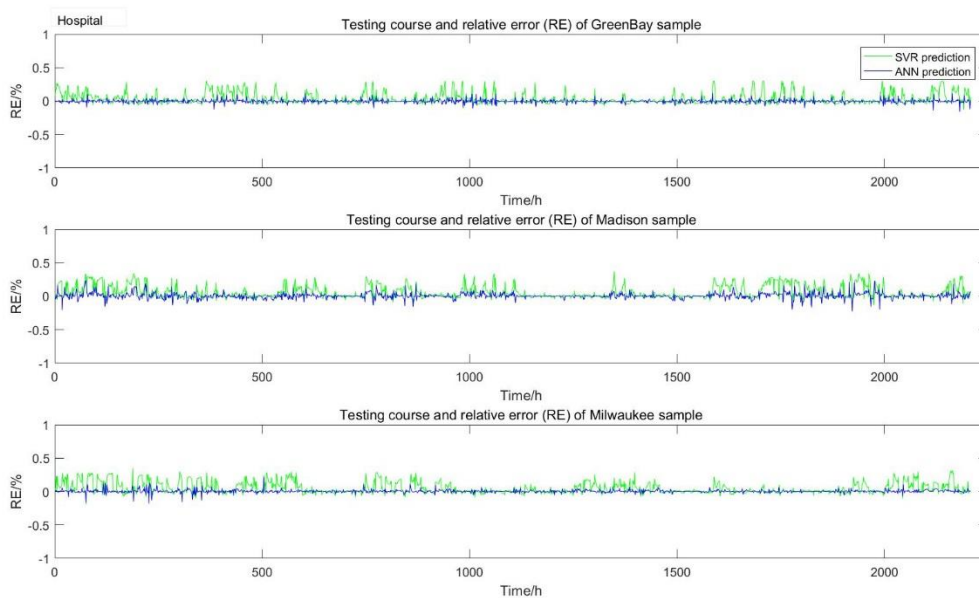 Hospital
Testing course and relative error (RE) of GreenBay sample
1
0.5
0
-0.5
-1
RE/%
SVR prediction
ANN prediction
0 500 1000 1500 2000
Time/h
Testing course and relative error (RE) of Madison sample
1
0.5
0
-0.5
-1
RE/%
0 500 1000 1500 2000
Time/h
Testing course and relative error (RE) of Milwaukee sample
1
0.5
0
-0.5
-1
RE/%
0 500 1000 1500 2000
Time/h